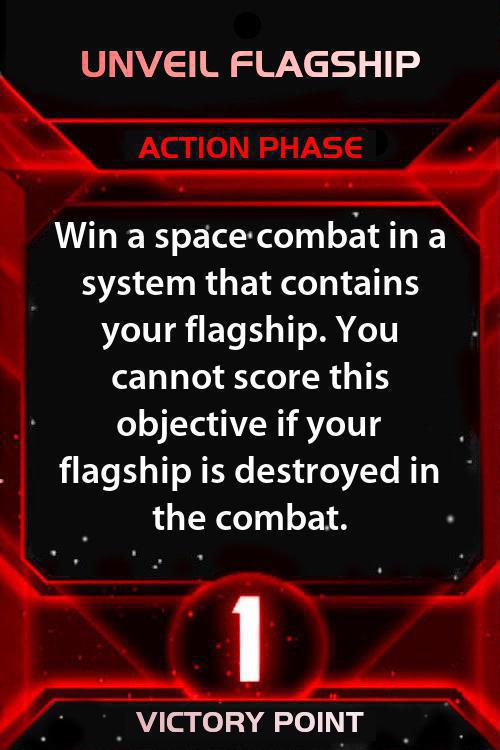 UNVEIL FLAGSHIP
ACTION PHASE
Win a space combat in a
system that contains
your flagship. You
cannot score this
objective if your
flagship is destroyed in
the combat.
1
VICTORY POINT